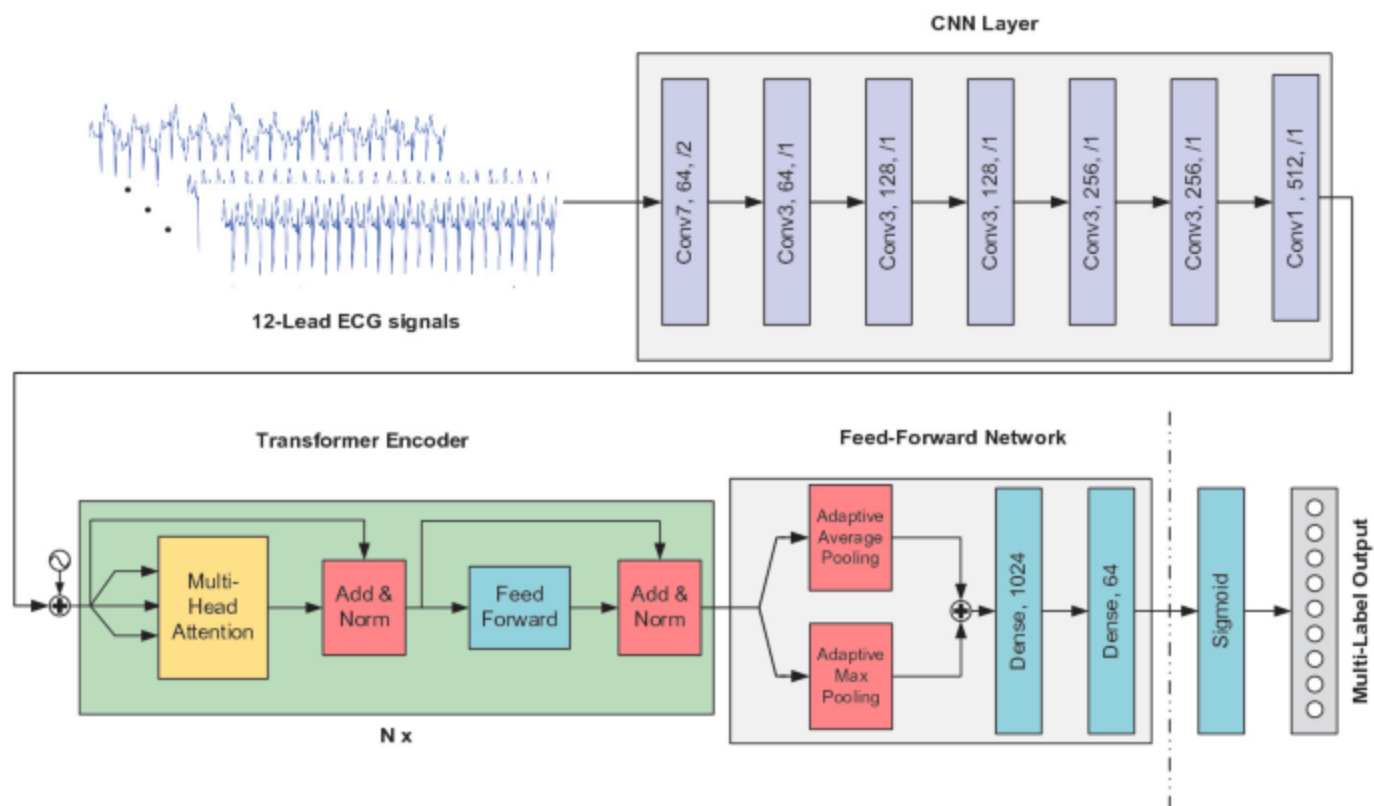 CNN Layer
Conv7, 64, /2
Conv3, 64, /1
Conv3, 128, /1
Conv3, 128, /1
Conv3, 256, /1
Conv3, 256, /1
Conv1 , 512, /1
12-Lead ECG signals
Transformer Encoder
Feed-Forward Network
Multi-
Head
Attention
Add &
Norm
Feed
Forward
Add &
Norm
N x
Adaptive
Average
Pooling
Adaptive
Max
Pooling
Dense, 1024
Dense, 64
Sigmoid
Multi-Label Output